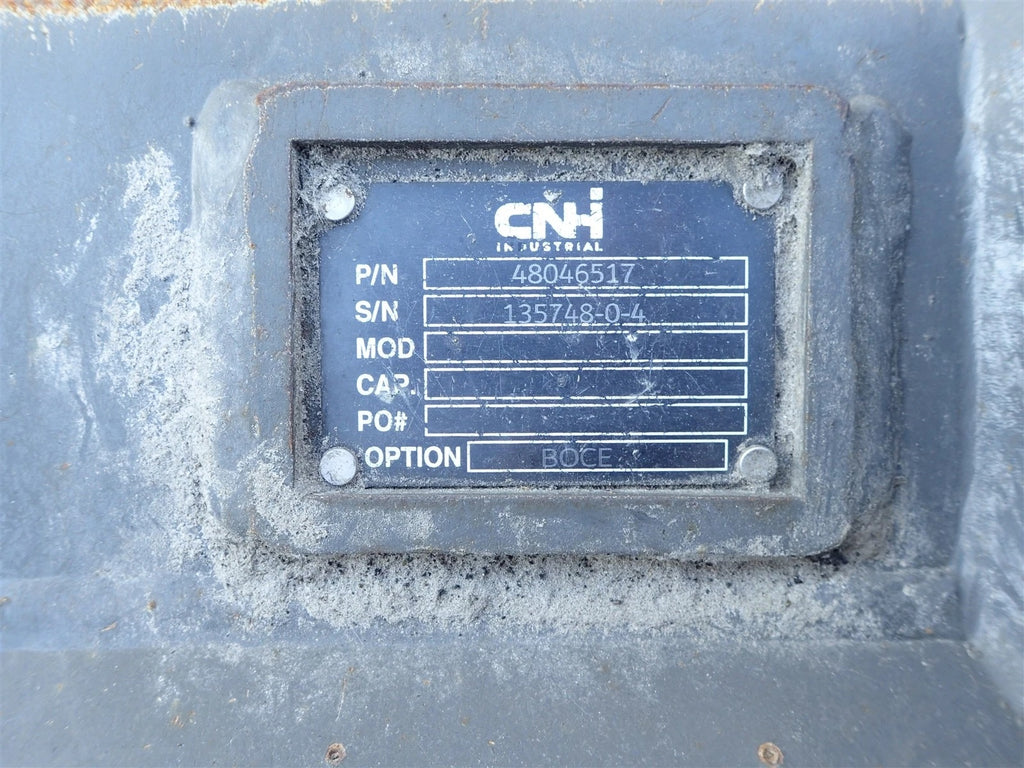 CNH
INDUSTRIAL
P/N 48046517
S/N 135748-0-4
MOD
CAP.
PO#
OPTION BOCE